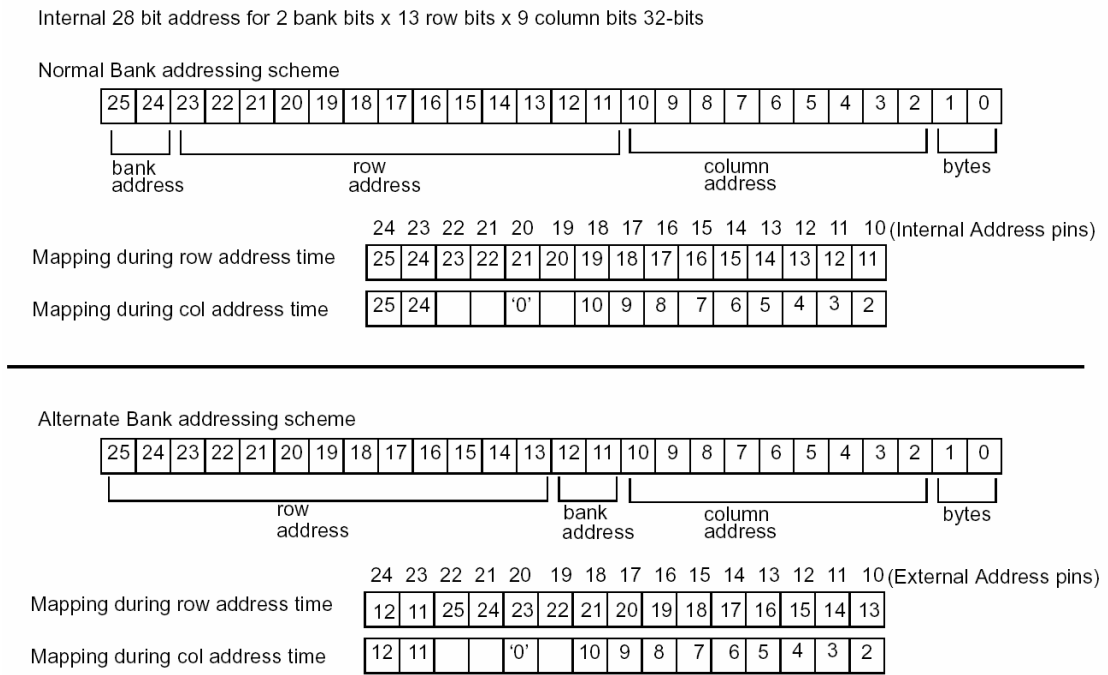 Internal 28 bit address for 2 bank bits x 13 row bits x 9 column bits 32-bits
Normal Bank addressing scheme
25 24 23 22 21 20 19 18 17 16 15 14 13 12 11 10 9 8 7 6 5 4 3 2 1 0
bank address row address column address bytes
24 23 22 21 20 19 18 17 16 15 14 13 12 11 10 (Internal Address pins)
Mapping during row address time 25 24 23 22 21 20 19 18 17 16 15 14 13 12 11
Mapping during col address time 25 24 '0' 10 9 8 7 6 5 4 3 2
Alternate Bank addressing scheme
25 24 23 22 21 20 19 18 17 16 15 14 13 12 11 10 9 8 7 6 5 4 3 2 1 0
row address bank address column address bytes
24 23 22 21 20 19 18 17 16 15 14 13 12 11 10 (External Address pins)
Mapping during row address time 12 11 25 24 23 22 21 20 19 18 17 16 15 14 13
Mapping during col address time 12 11 '0' 10 9 8 7 6 5 4 3 2